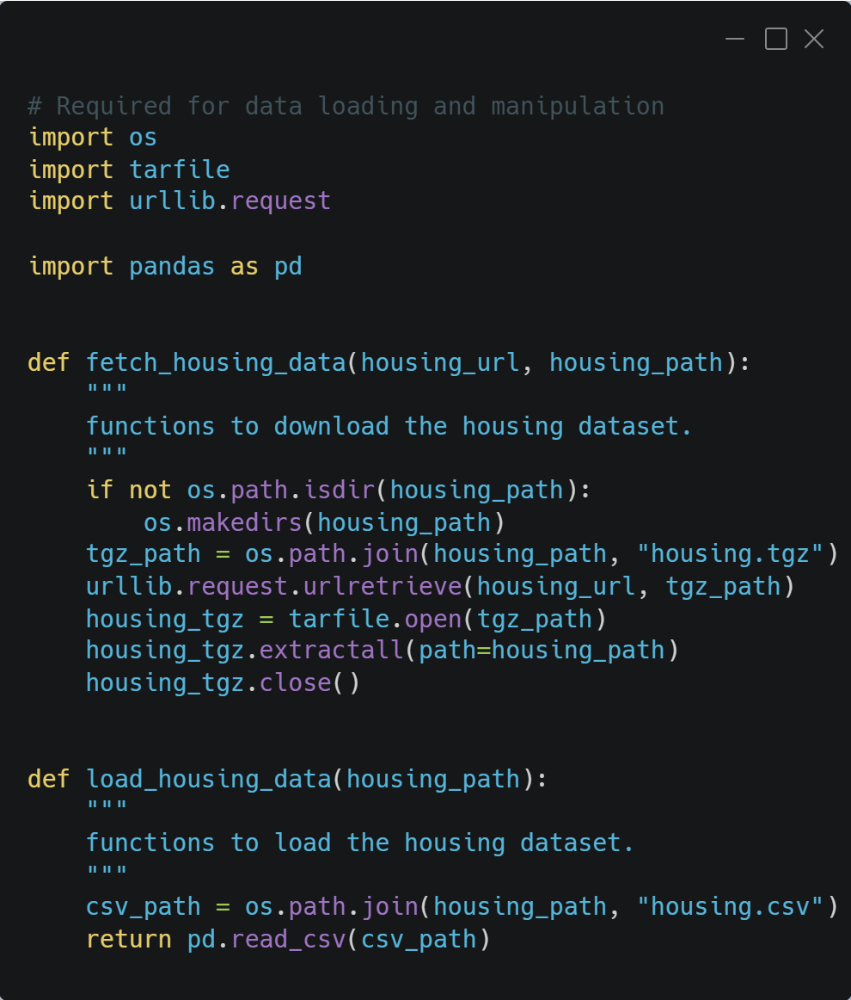 # Required for data loading and manipulation
import os
import tarfile
import urllib.request

import pandas as pd


def fetch_housing_data(housing_url, housing_path):
    """
    functions to download the housing dataset.
    """
    if not os.path.isdir(housing_path):
        os.makedirs(housing_path)
    tgz_path = os.path.join(housing_path, "housing.tgz")
    urllib.request.urlretrieve(housing_url, tgz_path)
    housing_tgz = tarfile.open(tgz_path)
    housing_tgz.extractall(path=housing_path)
    housing_tgz.close()


def load_housing_data(housing_path):
    """
    functions to load the housing dataset.
    """
    csv_path = os.path.join(housing_path, "housing.csv")
    return pd.read_csv(csv_path)